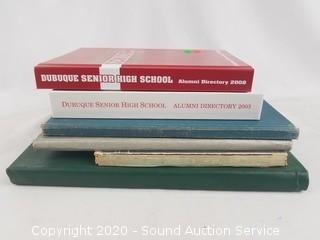 DUBUQUE SENIOR HIGH SCHOOL Alumni Directory 2008
DUBUQUE SENIOR HIGH SCHOOL ALUMNI DIRECTORY 2003
Copyright © 2020 - Sound Auction Service